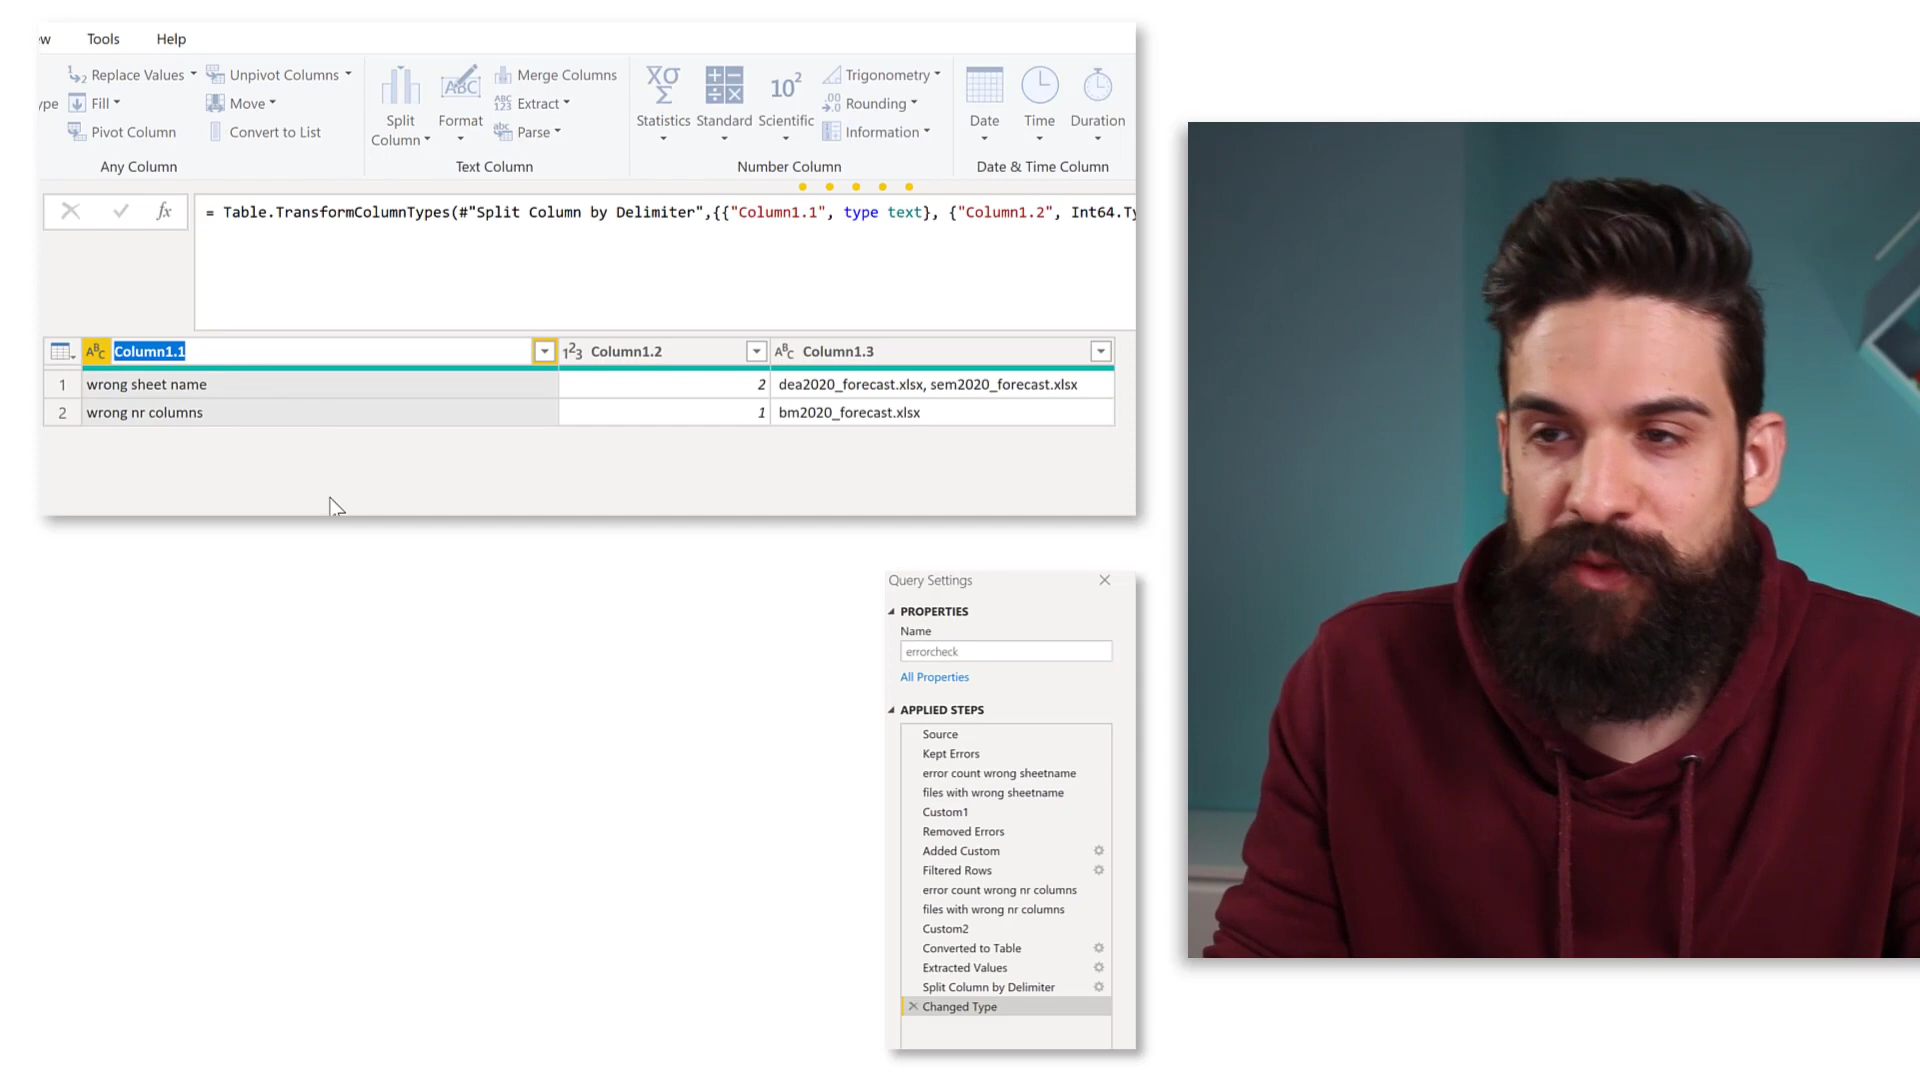 w Tools Help
Replace Values Unpivot Columns
ype Fill Move
Pivot Column Convert to List
Any Column
Split Column
Format
Merge Columns
Extract
Parse
Text Column
Statistics Standard Scientific
Trigonometry
Rounding
Information
Number Column
Date Time Duration
Date & Time Column
fx = Table.TransformColumnTypes(#"Split Column by Delimiter",{{"Column1.1", type text}, {"Column1.2", Int64.Ty
Column1.1 Column1.2 Column1.3
1 wrong sheet name 2 dea2020_forecast.xlsx, sem2020_forecast.xlsx
2 wrong nr columns 1 bm2020_forecast.xlsx
Query Settings
PROPERTIES
Name
errorcheck
All Properties
APPLIED STEPS
Source
Kept Errors
error count wrong sheetname
files with wrong sheetname
Custom1
Removed Errors
Added Custom
Filtered Rows
error count wrong nr columns
files with wrong nr columns
Custom2
Converted to Table
Extracted Values
Split Column by Delimiter
Changed Type